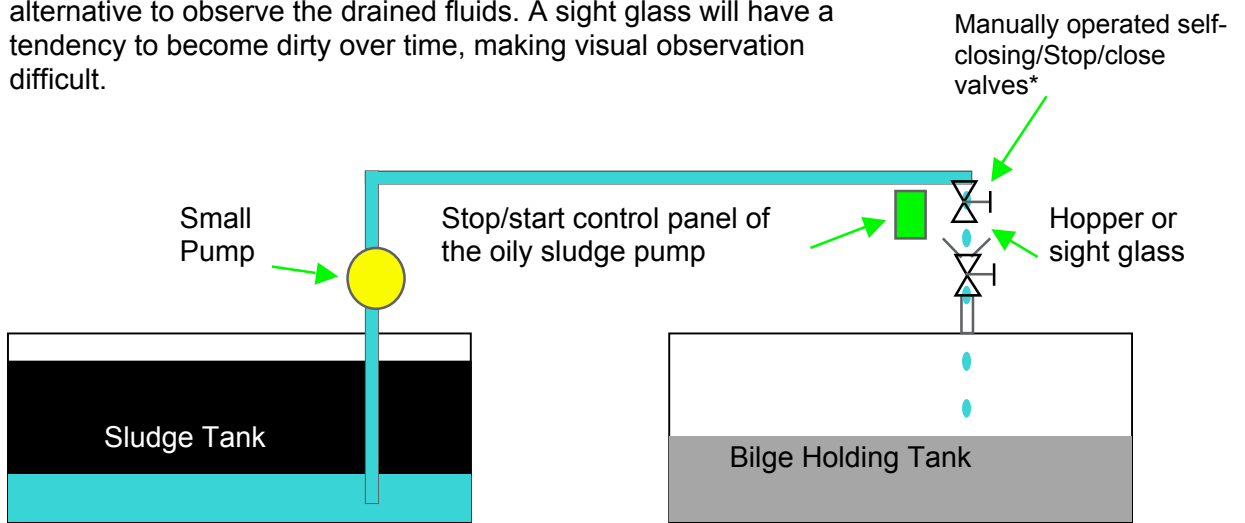 alternative to observe the drained fluids. A sight glass will have a
tendency to become dirty over time, making visual observation
difficult.
Manually operated self-
closing/Stop/close
valves*
Small
Pump
Stop/start control panel of
the oily sludge pump
Hopper or
sight glass
Sludge Tank
Bilge Holding Tank